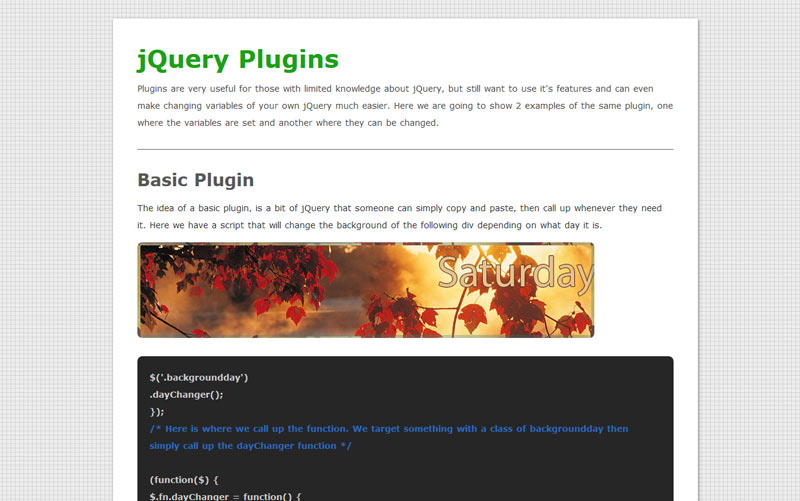 jQuery Plugins
Plugins are very useful for those with limited knowledge about jQuery, but still want to use it's features and can even
make changing variables of your own jQuery much easier. Here we are going to show 2 examples of the same plugin, one
where the variables are set and another where they can be changed.
Basic Plugin
The idea of a basic plugin, is a bit of jQuery that someone can simply copy and paste, then call up whenever they need
it. Here we have a script that will change the background of the following div depending on what day it is.
Saturday
$('.backgroundday')
.dayChanger();
});
/* Here is where we call up the function. We target something with a class of backgroundday then
simply call up the dayChanger function */
(function($) {
$.fn.dayChanger = function() {